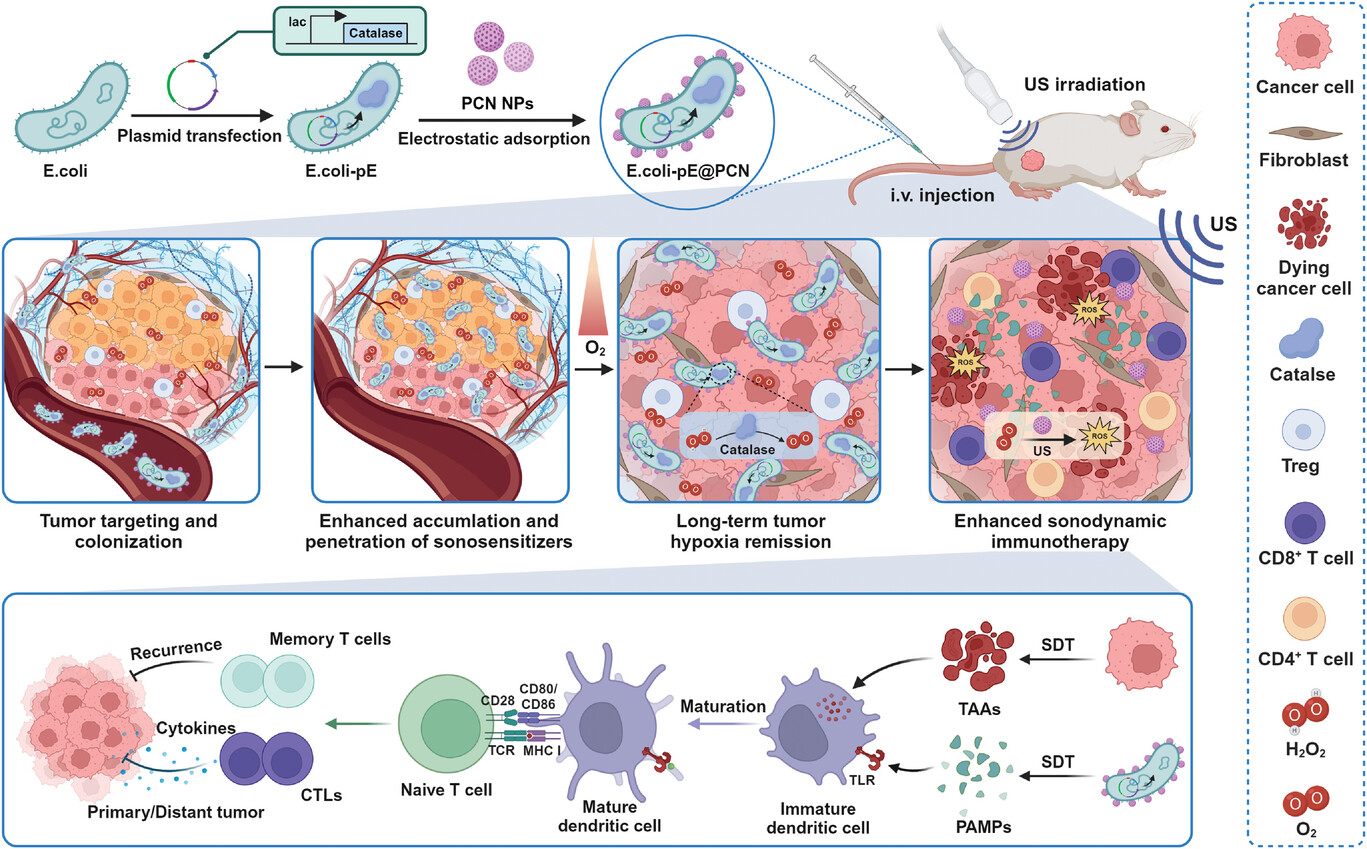 lac
Catalase
E.coli
Plasmid transfection
E.coli-pE
PCN NPs
Electrostatic adsorption
E.coli-pE@PCN
i.v. injection
US irradiation
US
O₂
Catalase
O O
O O
ROS
ROS
O O
US
ROS
Tumor targeting and
colonization
Enhanced accumlation and
penetration of sonosensitizers
Long-term tumor
hypoxia remission
Enhanced sonodynamic
immunotherapy
Recurrence
Memory T cells
Cytokines
CTLs
Primary/Distant tumor
CD28
CD80/
CD86
TCR
MHC I
Naive T cell
Mature
dendritic cell
Maturation
TLR
Immature
dendritic cell
TAAs
SDT
PAMPs
SDT
Cancer cell
Fibroblast
Dying
cancer cell
Catalse
Treg
CD8⁺ T cell
CD4⁺ T cell
H
O O
H
H₂O₂
O O
O₂